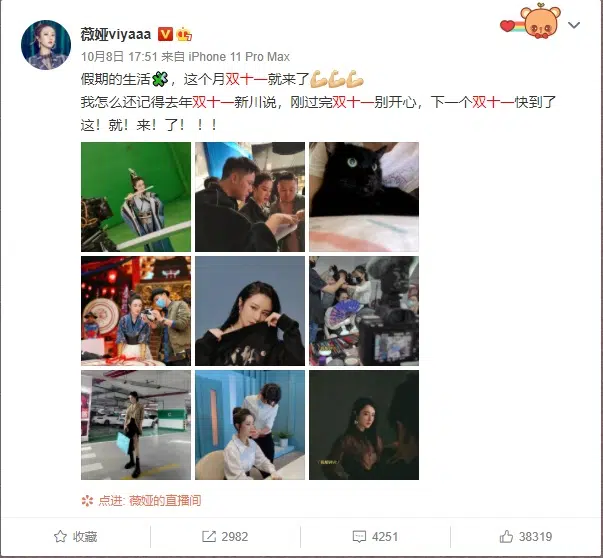 薇娅viyaaa
10月8日 17:51 来自 iPhone 11 Pro Max
假期的生活，这个月双十一就来了
我怎么还记得去年双十一新川说，刚过完双十一别开心，下一个双十一快到了
这！就！来！了！！！
点进: 薇娅的直播间
收藏 2982 4251 38319